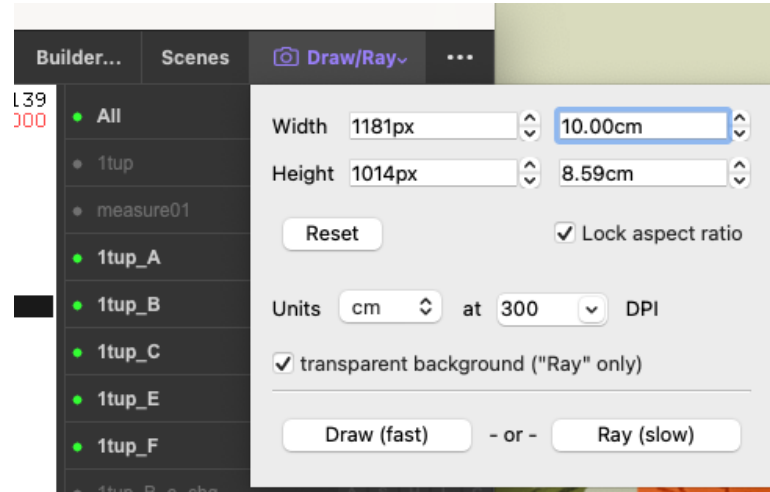 Builder... Scenes Draw/Ray ...
139
000
All
1tup
measure01
1tup_A
1tup_B
1tup_C
1tup_E
1tup_F
Width 1181px 10.00cm
Height 1014px 8.59cm
Reset Lock aspect ratio
Units cm at 300 DPI
transparent background ("Ray" only)
Draw (fast) - or - Ray (slow)